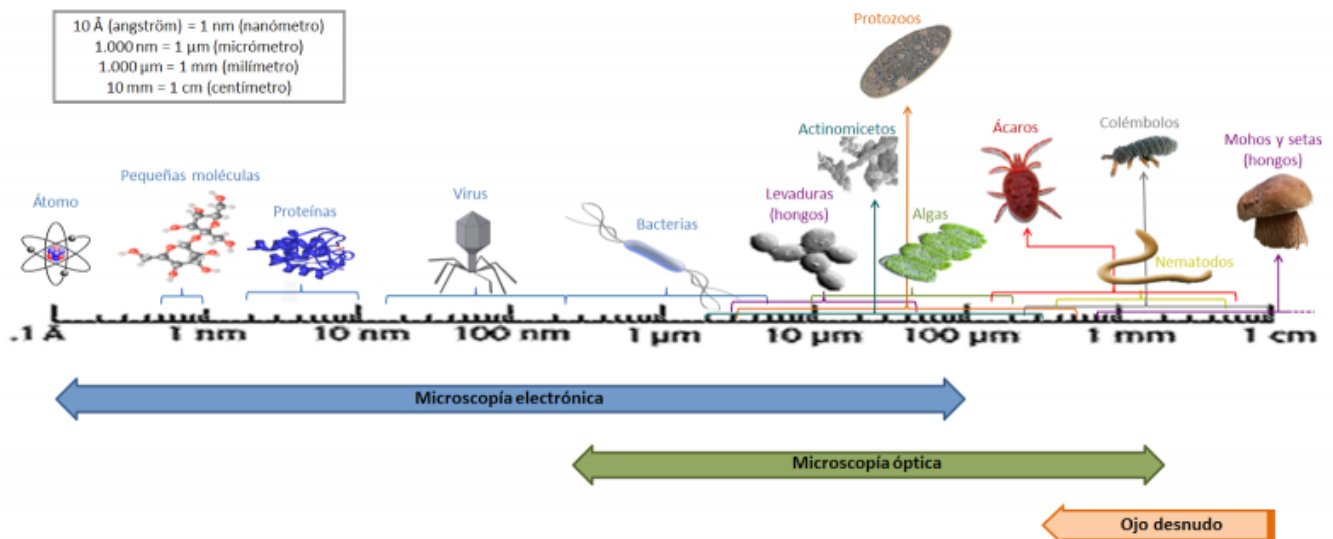 10 Å (angström) = 1 nm (nanómetro)
1.000 nm = 1 µm (micrómetro)
1.000 µm = 1 mm (milímetro)
10 mm = 1 cm (centímetro)
Protozoos
Actinomicetos
Ácaros
Colémbolos
Mohos y setas
(hongos)
Pequeñas moléculas
Átomo
Proteínas
Virus
Bacterias
Levaduras
(hongos)
Algas
Nematodos
.1 Å
1 nm
10 nm
100 nm
1 µm
10 µm
100 µm
1 mm
1 cm
Microscopía electrónica
Microscopía óptica
Ojo desnudo